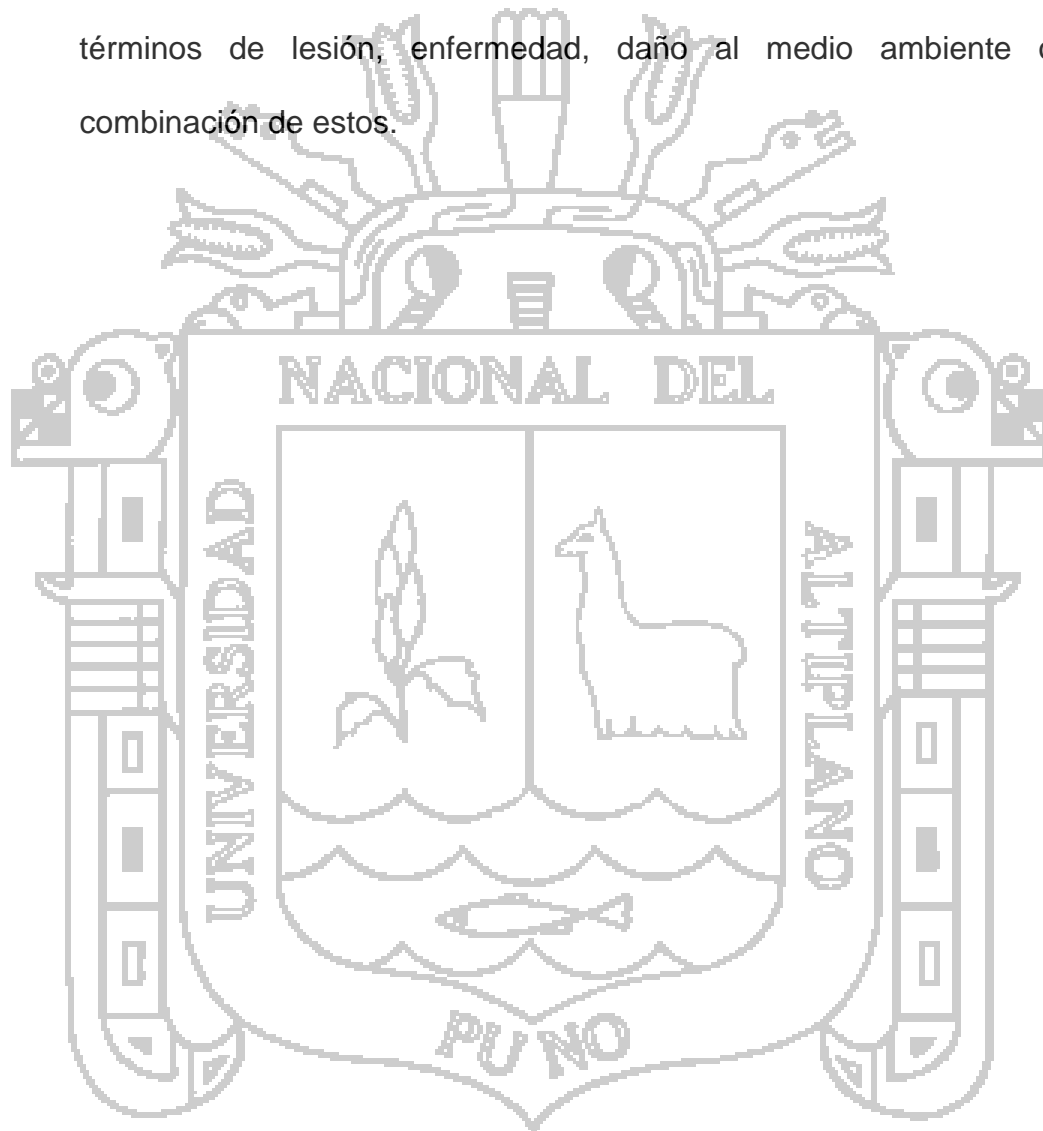 términos de lesión, enfermedad, daño al medio ambiente
combinación de estos.
NACIONAL DEL
UNIVERSIDAD
ALTIPLANO
PUNO